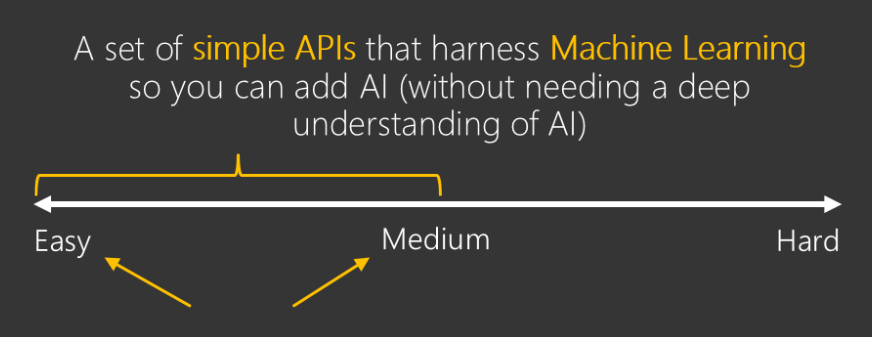 A set of simple APIs that harness Machine Learning
so you can add AI (without needing a deep
understanding of AI)
Easy
Medium
Hard